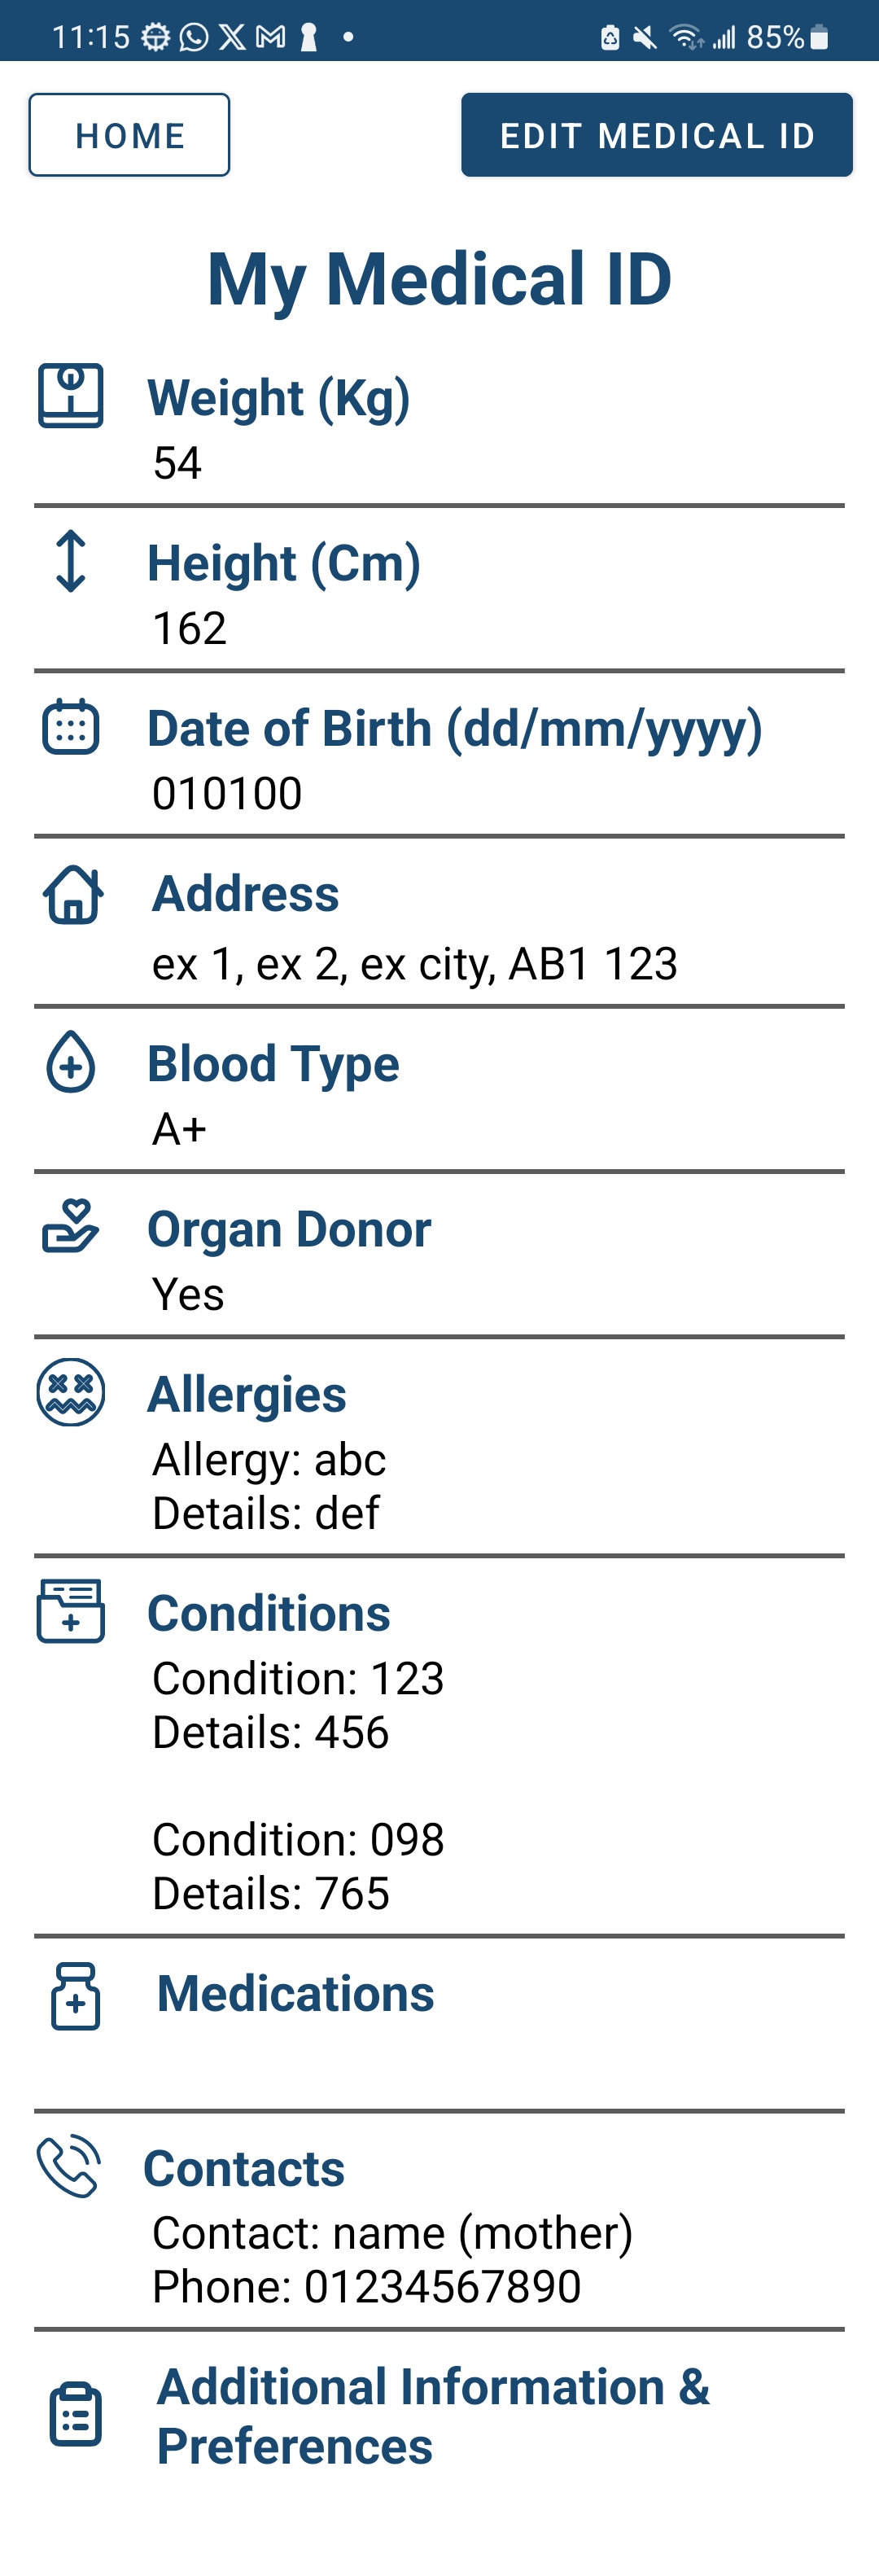 11:15 85%
HOME EDIT MEDICAL ID
My Medical ID
Weight (Kg)
54
Height (Cm)
162
Date of Birth (dd/mm/yyyy)
010100
Address
ex 1, ex 2, ex city, AB1 123
Blood Type
A+
Organ Donor
Yes
Allergies
Allergy: abc
Details: def
Conditions
Condition: 123
Details: 456
Condition: 098
Details: 765
Medications
Contacts
Contact: name (mother)
Phone: 01234567890
Additional Information &
Preferences